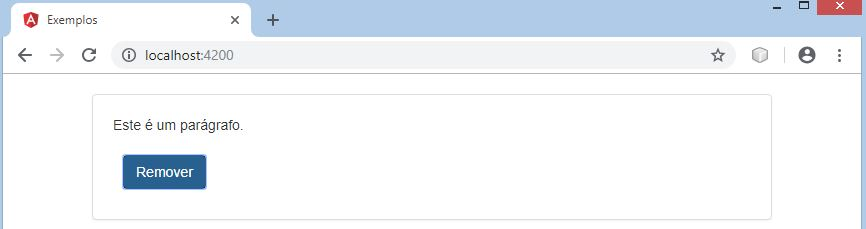 Exemplos
localhost:4200
Este é um parágrafo.
Remover